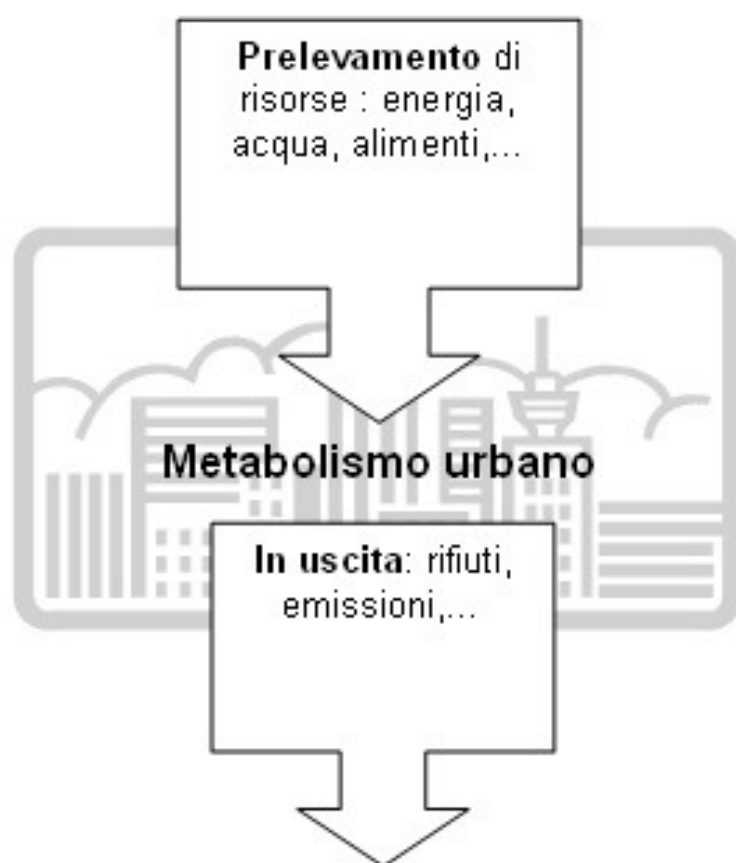 Prelevamento di
risorse : energia,
acqua, alimenti,...
Metabolismo urbano
In uscita: rifiuti,
emissioni,...